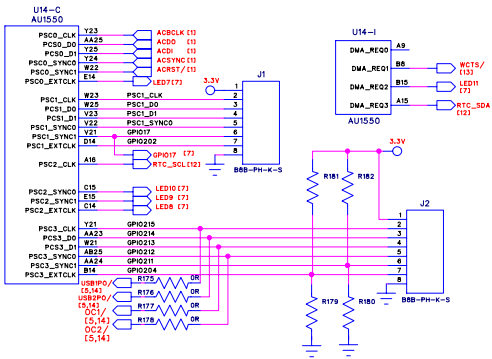 U14-C
AU1550
PSC0_CLK Y23 ACBCLK [1]
PSC0_D0 AA25 ACDO [1]
PSC0_D1 Y25 ACDI [1]
PSC0_SYNC0 Y24 ACSYNC[1]
PSC0_SYNC1 W22 ACRST/ [1]
PSC0_EXTCLK E14 LED7[7]
PSC1_CLK W23 PSC1_CLK
PSC1_D0 W25 PSC1_D0
PSC1_D1 V23 PSC1_D1
PSC1_SYNC0 V22 PSC1_SYNC0
PSC1_SYNC1 V21 GPIO17
PSC1_EXTCLK D14 GPIO202
GPIO17 [7]
PSC2_CLK A16 RTC_SCL[12]
PSC2_SYNC0 C15 LED10 [7]
PSC2_SYNC1 E15 LED9 [7]
PSC2_EXTCLK C14 LED8 [7]
PSC3_CLK Y21 GPIO215
PSC3_D0 AA23 GPIO214
PSC3_D1 W21 GPIO213
PSC3_SYNC0 AB25 GPIO212
PSC3_SYNC1 AA24 GPIO211
PSC3_EXTCLK B14 GPIO204
USB1PO/ [5,14] R175 0R
USB2PO/ [5,14] R176 0R
OC1/ [5,14] R177 0R
OC2/ [5,14] R178 0R
3.3V
J1
1
2
3
4
5
6
7
8
B8B-PH-K-S
U14-I
DMA_REQ0 A9
DMA_REQ1 B6 WCTS/ [13]
DMA_REQ2 B15 LED11 [7]
DMA_REQ3 A15 RTC_SDA [12]
AU1550
3.3V
R181 R182
J2
1
2
3
4
5
6
7
8
B8B-PH-K-S
R179 R180